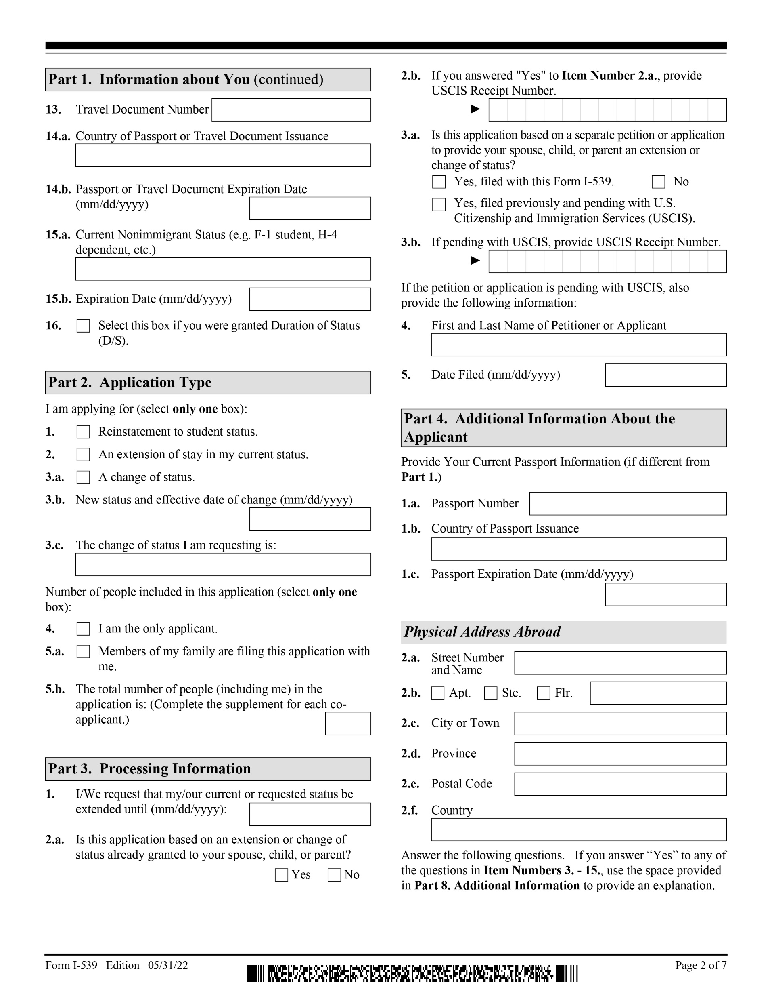 Part 1. Information about You (continued)
13. Travel Document Number
14.a. Country of Passport or Travel Document Issuance
14.b. Passport or Travel Document Expiration Date
(mm/dd/yyyy)
15.a. Current Nonimmigrant Status (e.g. F-1 student, H-4
dependent, etc.)
15.b. Expiration Date (mm/dd/yyyy)
16. Select this box if you were granted Duration of Status
(D/S).
Part 2. Application Type
I am applying for (select only one box):
1. Reinstatement to student status.
2. An extension of stay in my current status.
3.a. A change of status.
3.b. New status and effective date of change (mm/dd/yyyy)
3.c. The change of status I am requesting is:
Number of people included in this application (select only one
box):
4. I am the only applicant.
5.a. Members of my family are filing this application with
me.
5.b. The total number of people (including me) in the
application is: (Complete the supplement for each co-
applicant.)
Part 3. Processing Information
1. I/We request that my/our current or requested status be
extended until (mm/dd/yyyy):
2.a. Is this application based on an extension or change of
status already granted to your spouse, child, or parent?
Yes No
2.b. If you answered "Yes" to Item Number 2.a., provide
USCIS Receipt Number.
3.a. Is this application based on a separate petition or application
to provide your spouse, child, or parent an extension or
change of status?
Yes, filed with this Form I-539. No
Yes, filed previously and pending with U.S.
Citizenship and Immigration Services (USCIS).
3.b. If pending with USCIS, provide USCIS Receipt Number.
If the petition or application is pending with USCIS, also
provide the following information:
4. First and Last Name of Petitioner or Applicant
5. Date Filed (mm/dd/yyyy)
Part 4. Additional Information About the
Applicant
Provide Your Current Passport Information (if different from
Part 1.)
1.a. Passport Number
1.b. Country of Passport Issuance
1.c. Passport Expiration Date (mm/dd/yyyy)
Physical Address Abroad
2.a. Street Number
and Name
2.b. Apt. Ste. Flr.
2.c. City or Town
2.d. Province
2.e. Postal Code
2.f. Country
Answer the following questions. If you answer “Yes” to any of
the questions in Item Numbers 3. - 15., use the space provided
in Part 8. Additional Information to provide an explanation.
Form I-539 Edition 05/31/22
Page 2 of 7